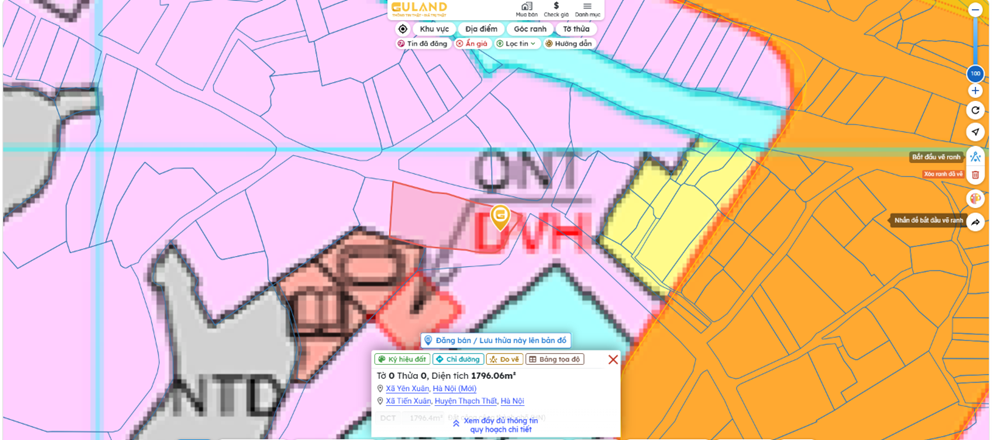 GULAND
Mua bán
Check giá
Danh mục
Khu vực
Địa điểm
Góc ranh
Tờ thửa
Tin đã đăng
Ẩn giá
Lọc tin
Hướng dẫn
100
Bắt đầu vẽ ranh
Xóa ranh đã vẽ
Nhấn để bắt đầu vẽ ranh
ONT
DVH
NTD
Đăng bán / Lưu thửa này lên bản đồ
Ký hiệu đất
Chỉ đường
Đo vẽ
Bảng tọa độ
Tờ 0 Thửa 0, Diện tích 1796.06m²
Xã Yên Xuân, Hà Nội (Mới)
Xã Tiến Xuân, Huyện Thạch Thất, Hà Nội
Xem đầy đủ thông tin
quy hoạch chi tiết